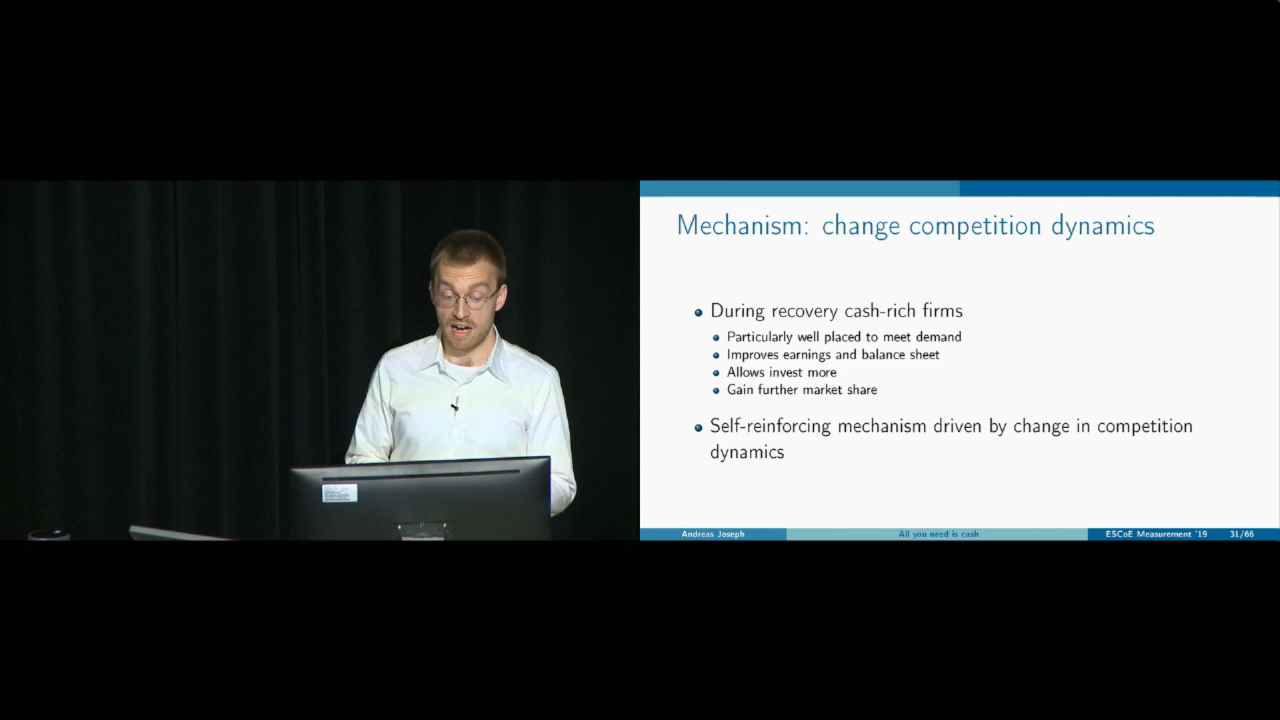 Mechanism: change competition dynamics
During recovery cash-rich firms
Particularly well placed to meet demand
Improves earnings and balance sheet
Allows invest more
Gain further market share
Self-reinforcing mechanism driven by change in competition
dynamics
Andreas Joseph All you need is cash ESCoE Measurement '19 31/66